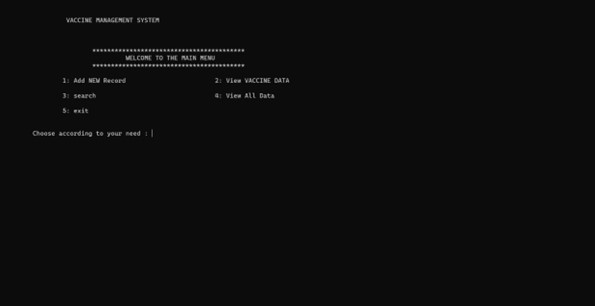 VACCINE MANAGEMENT SYSTEM
*****************************************
WELCOME TO THE MAIN MENU
*****************************************
1: Add NEW Record 2: View VACCINE DATA
3: search 4: View All Data
5: exit
Choose according to your need :